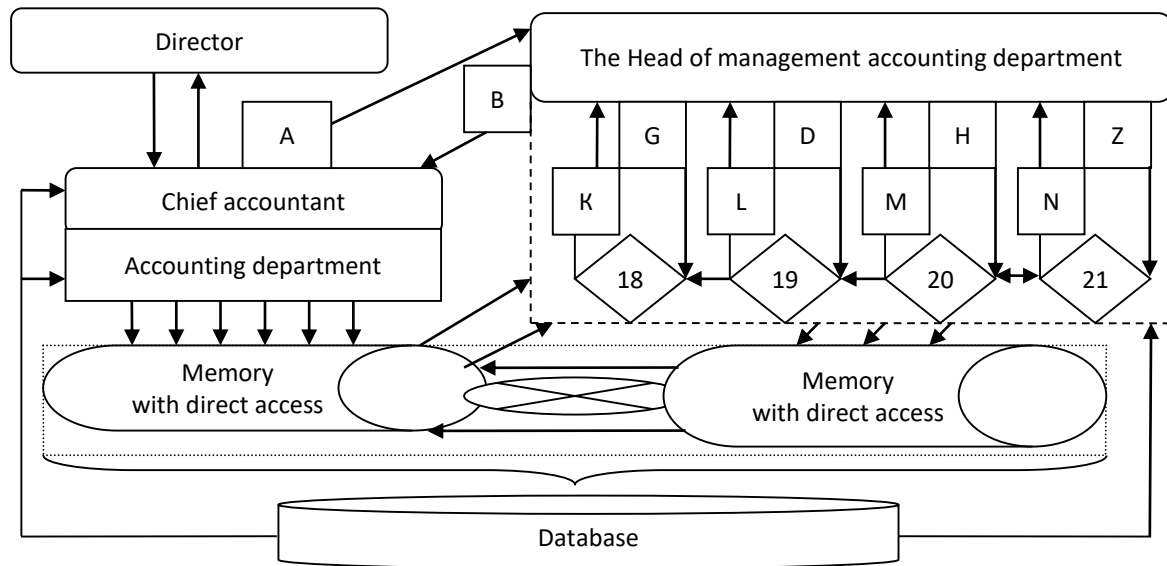 Director
The Head of management accounting department
A
B
G
D
H
Z
К
L
M
N
Chief accountant
Accounting department
18
19
20
21
Memory
with direct access
Memory
with direct access
Database